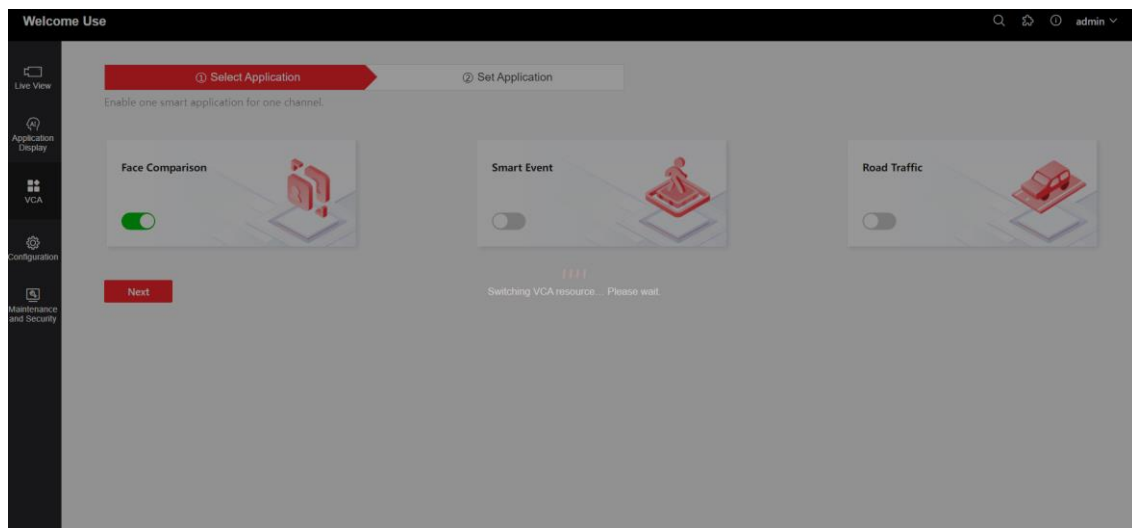 Welcome Use
admin
Live View
Application
Display
VCA
Configuration
Maintenance
and Security
① Select Application
② Set Application
Enable one smart application for one channel.
Face Comparison
Smart Event
Road Traffic
Next
Switching VCA resource... Please wait.